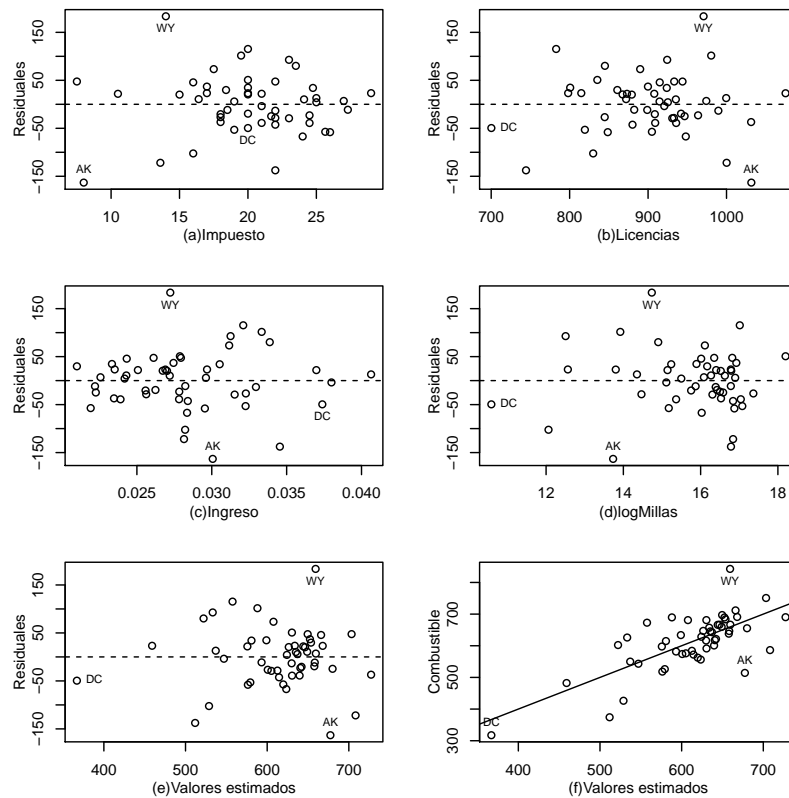 150
50
−50
−150
Residuales
WY
DC
AK
10 15 20 25
(a)Impuesto
150
50
−50
−150
Residuales
WY
DC
AK
700 800 900 1000
(b)Licencias
150
50
−50
−150
Residuales
WY
DC
AK
0.025 0.030 0.035 0.040
(c)Ingreso
150
50
−50
−150
Residuales
WY
DC
AK
12 14 16 18
(d)logMillas
150
50
−50
−150
Residuales
WY
DC
AK
400 500 600 700
(e)Valores estimados
700
500
300
Combustible
WY
AK
DC
400 500 600 700
(f)Valores estimados